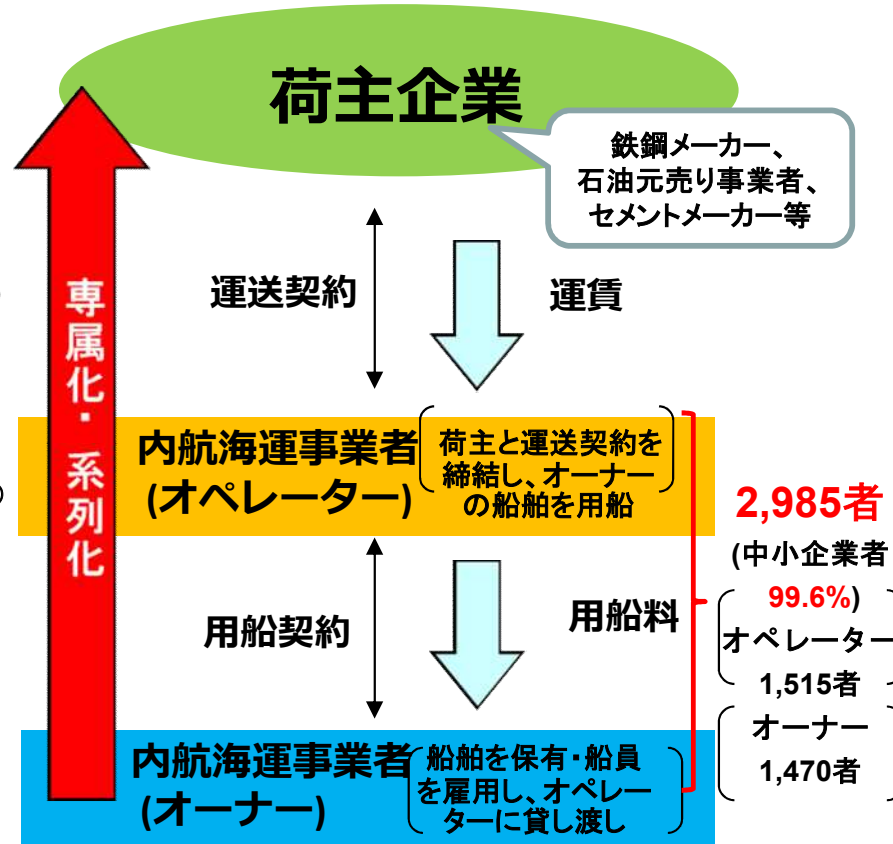 荷主企業
鉄鋼メーカー、
石油元売り事業者、
セメントメーカー等
専属化・系列化
運送契約
運賃
内航海運事業者
(オペレーター)
荷主と運送契約を
締結し、オーナー
の船舶を用船
用船契約
用船料
内航海運事業者
(オーナー)
船舶を保有・船員
を雇用し、オペレー
ターに貸し渡し
2,985者
(中小企業者
99.6%)
オペレーター
1,515者
オーナー
1,470者